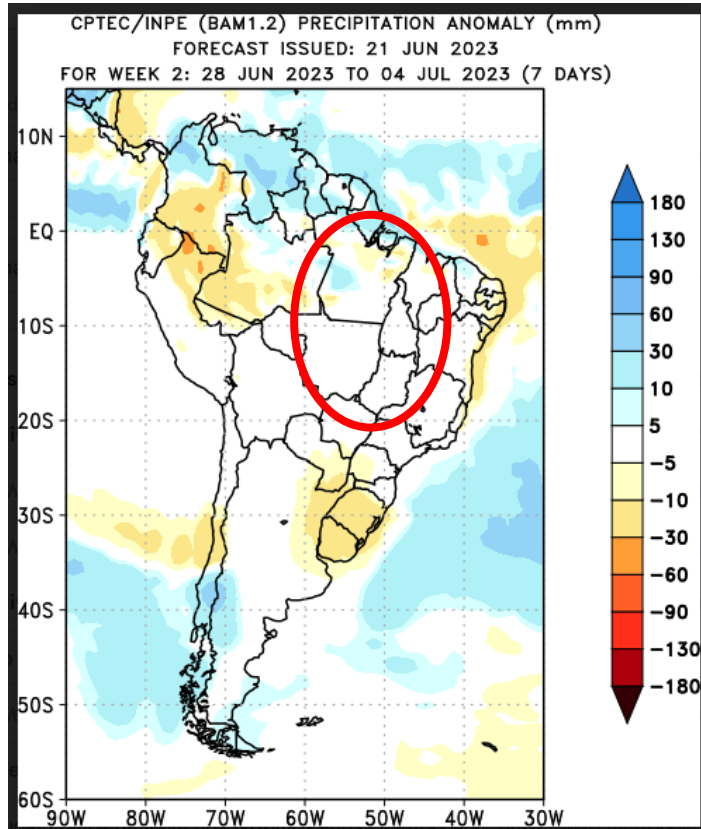 CPTEC/INPE (BAM1.2) PRECIPITATION ANOMALY (mm)
FORECAST ISSUED: 21 JUN 2023
FOR WEEK 2: 28 JUN 2023 TO 04 JUL 2023 (7 DAYS)
10N
EQ
10S
20S
30S
40S
50S
60S
90W 80W 70W 60W 50W 40W 30W
180
130
90
60
30
10
5
−5
−10
−30
−60
−90
−130
−180